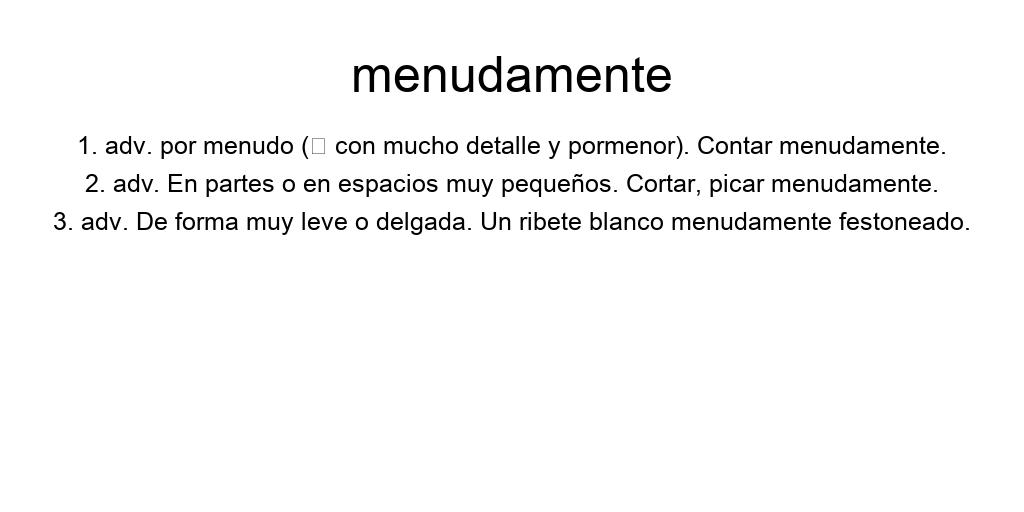 menudamente
1. adv. por menudo (□ con mucho detalle y pormenor). Contar menudamente.
2. adv. En partes o en espacios muy pequeños. Cortar, picar menudamente.
3. adv. De forma muy leve o delgada. Un ribete blanco menudamente festoneado.